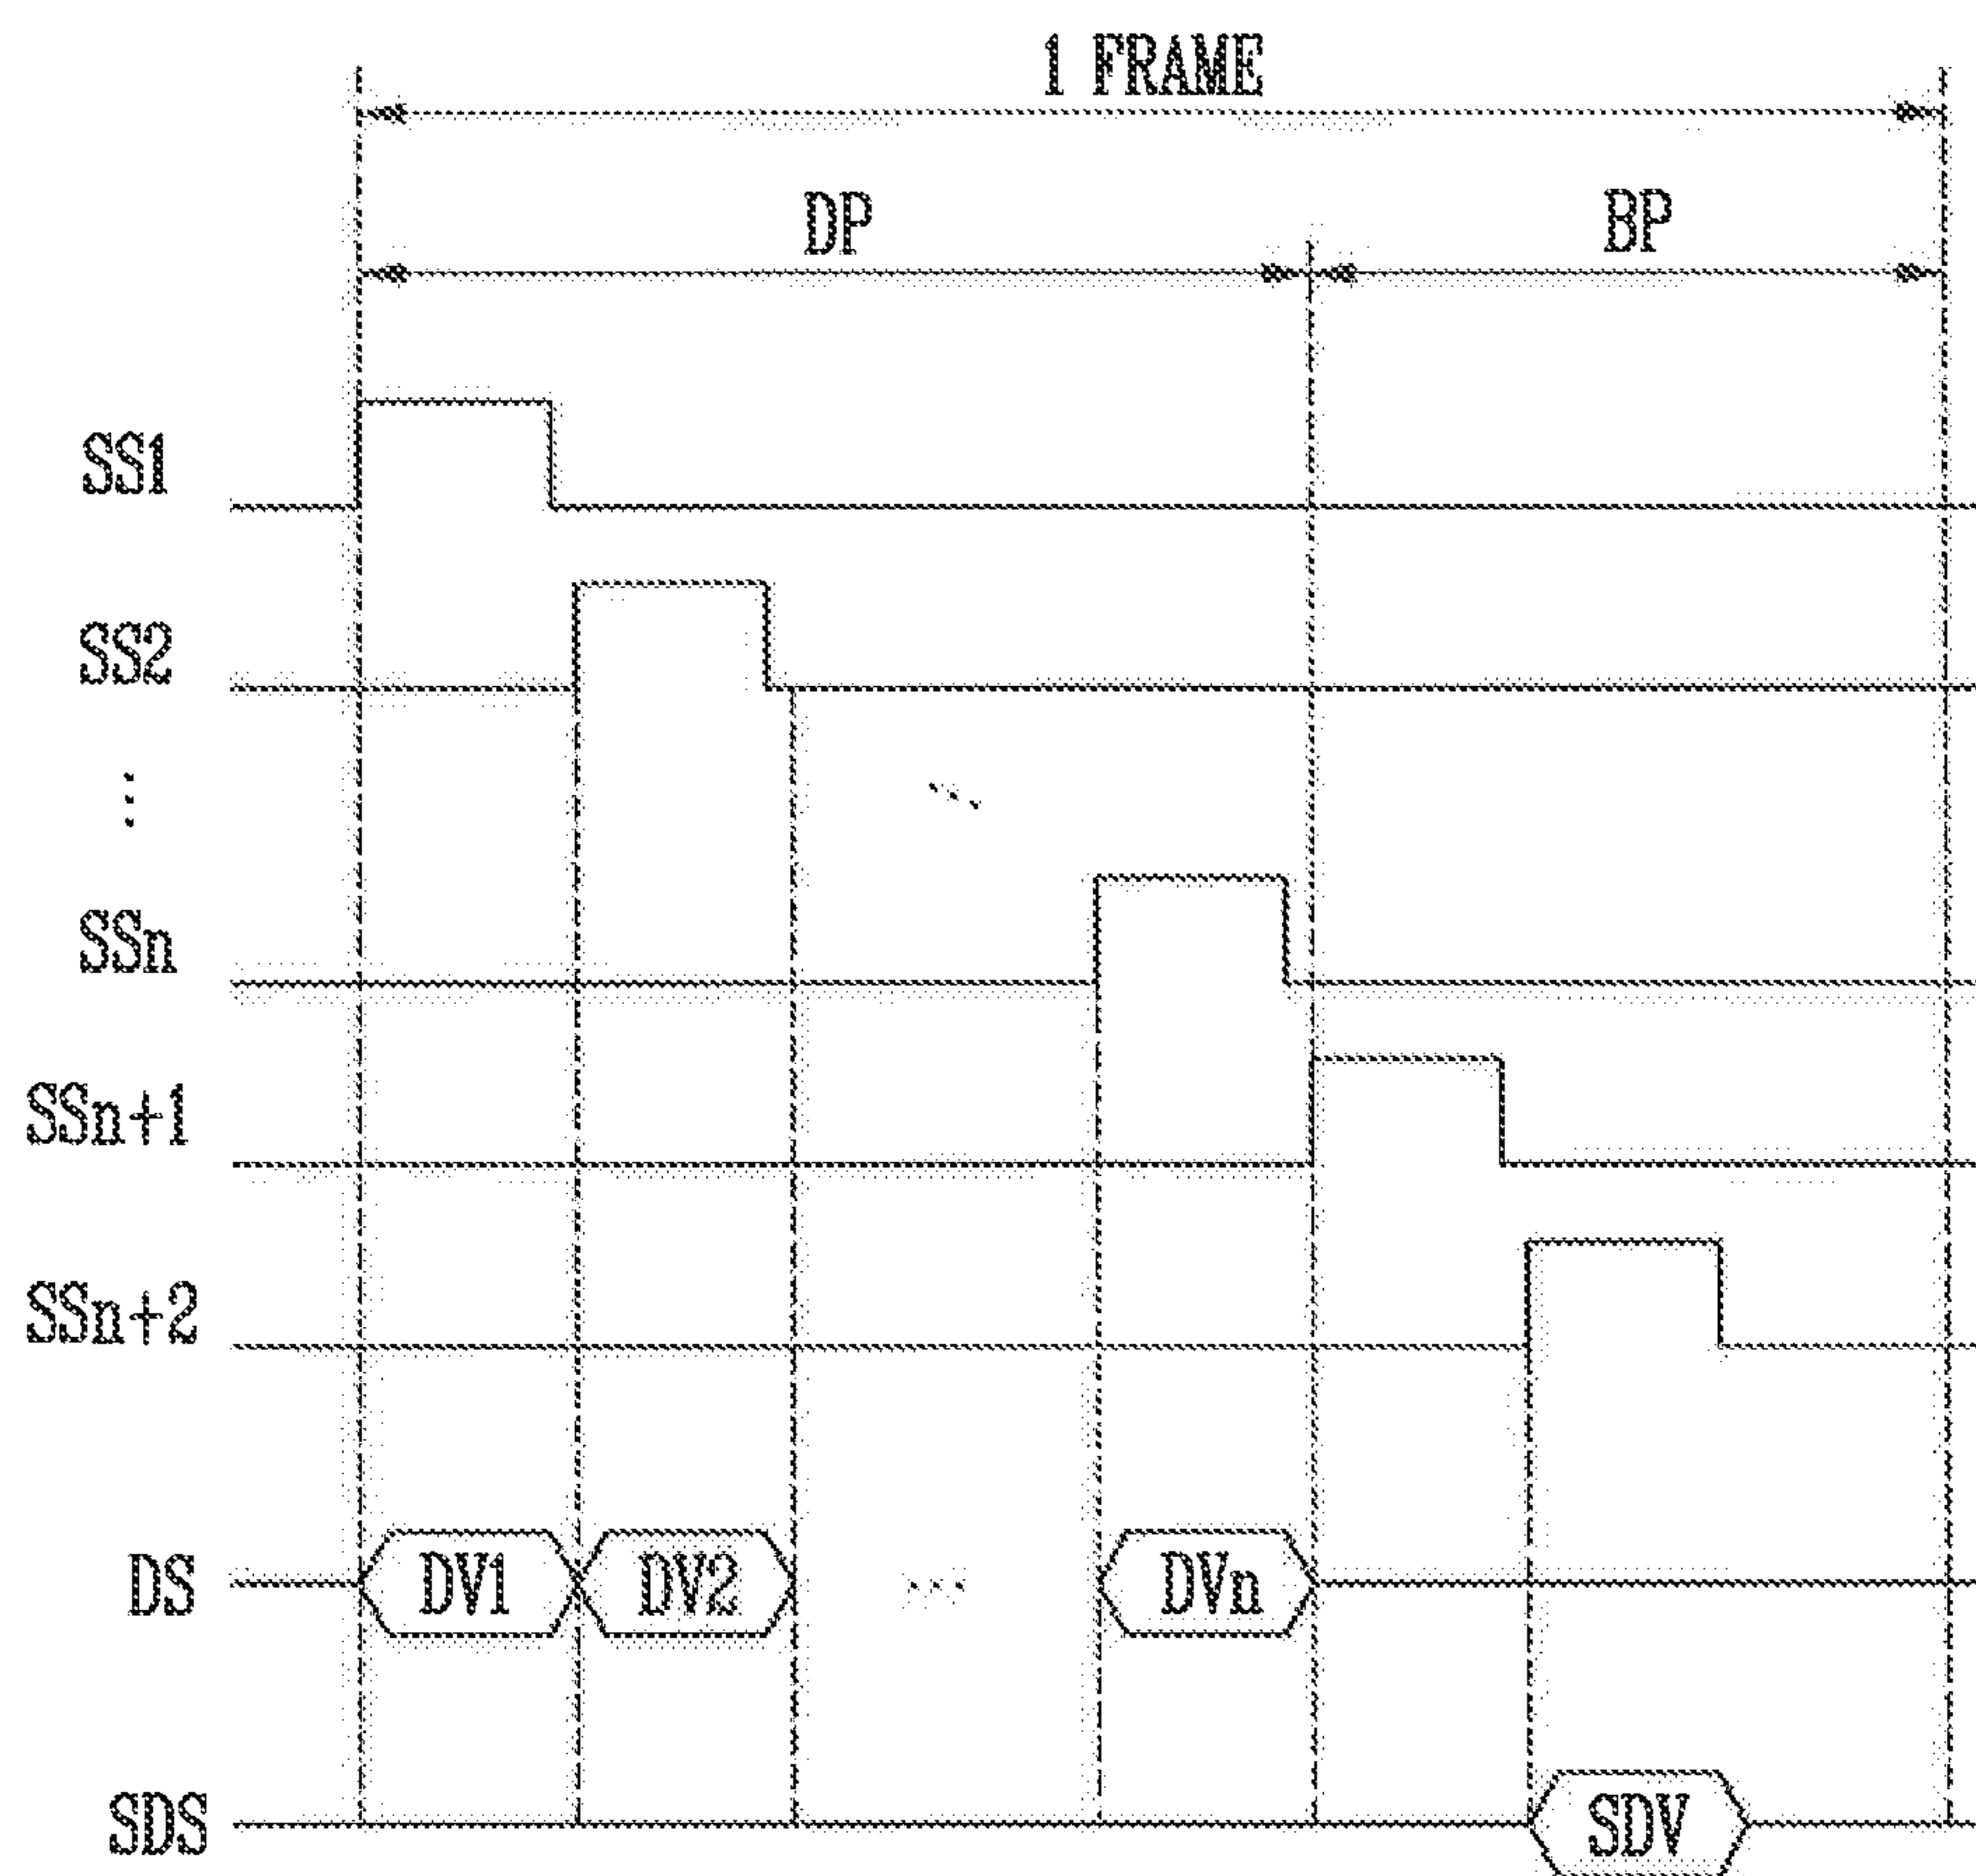 1 FRAME
DP
BP
SS1
SS2
⋮
SSn
SSn+1
SSn+2
DS DV1 DV2 ... DVn
SDS SDV